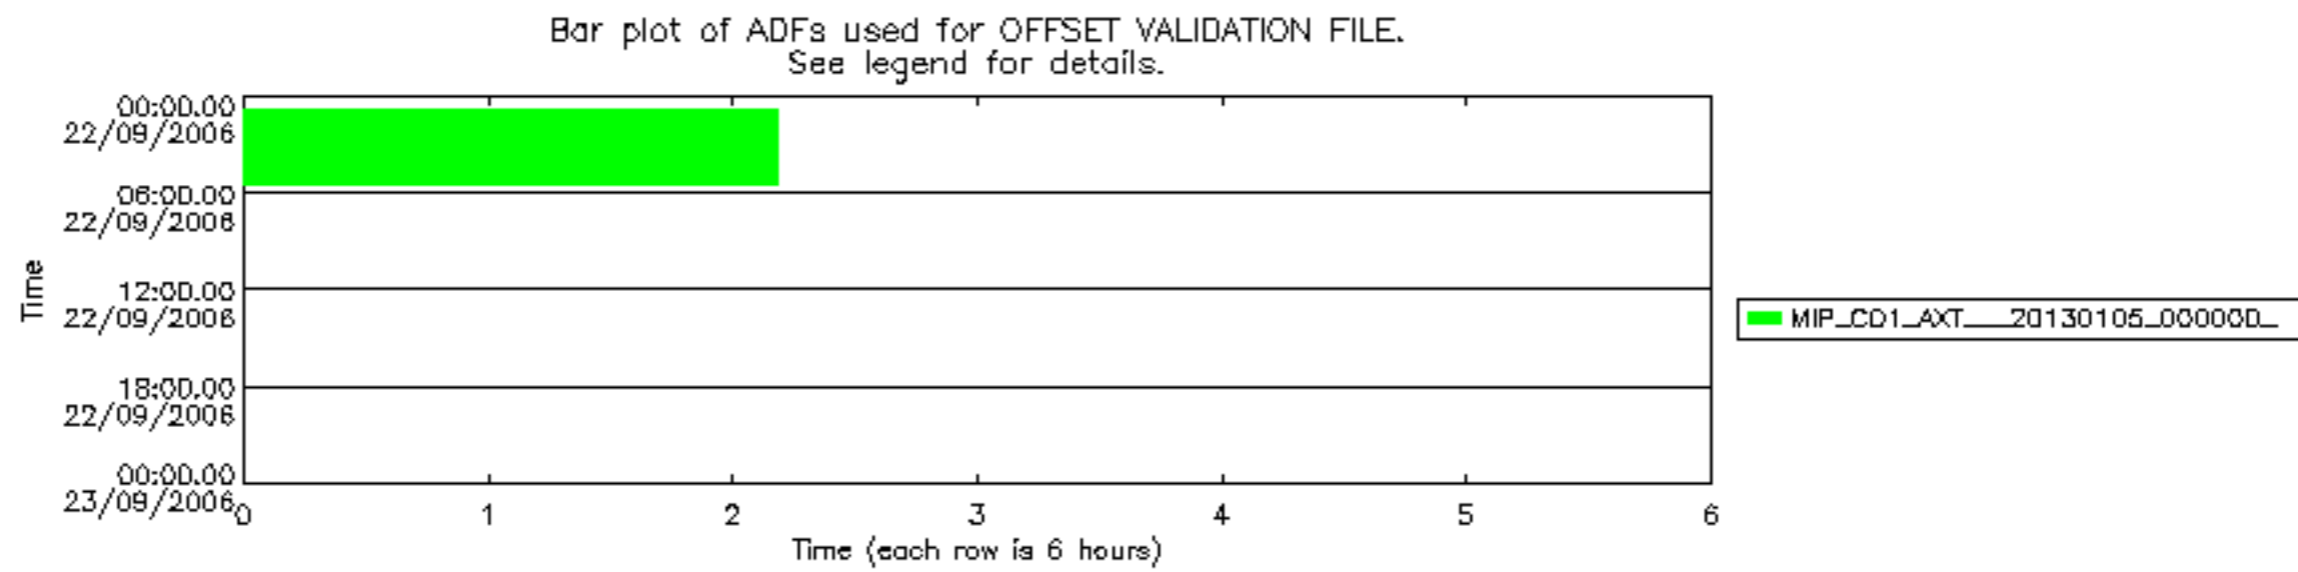 Bar plot of ADFs used for OFFSET VALIDATION FILE.
See legend for details.
00:00.00
22/09/2006
06:00.00
22/09/2006
12:00.00
22/09/2006
18:00.00
22/09/2006
00:00.00
23/09/2006
Time
0 1 2 3 4 5 6
Time (each row is 6 hours)
MIP_CO1_AXT___20130105_000000_